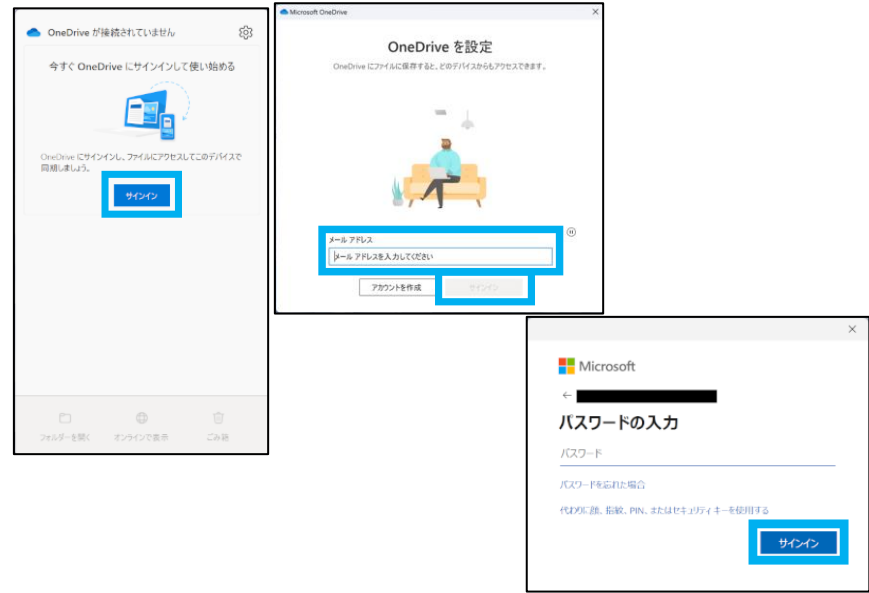 OneDrive が接続されていません
今すぐ OneDrive にサインインして使い始める
OneDrive にサインインし、ファイルにアクセスしてこのデバイスで
同期しましょう。
サインイン
フォルダーを開く
オンラインで表示
ごみ箱
Microsoft OneDrive
OneDrive を設定
OneDrive にファイルに保存すると、どのデバイスからもアクセスできます。
メール アドレス
メール アドレスを入力してください
アカウントを作成
サインイン
Microsoft
パスワードの入力
パスワード
パスワードを忘れた場合
代わりに顔、指紋、PIN、またはセキュリティ キーを使用する
サインイン